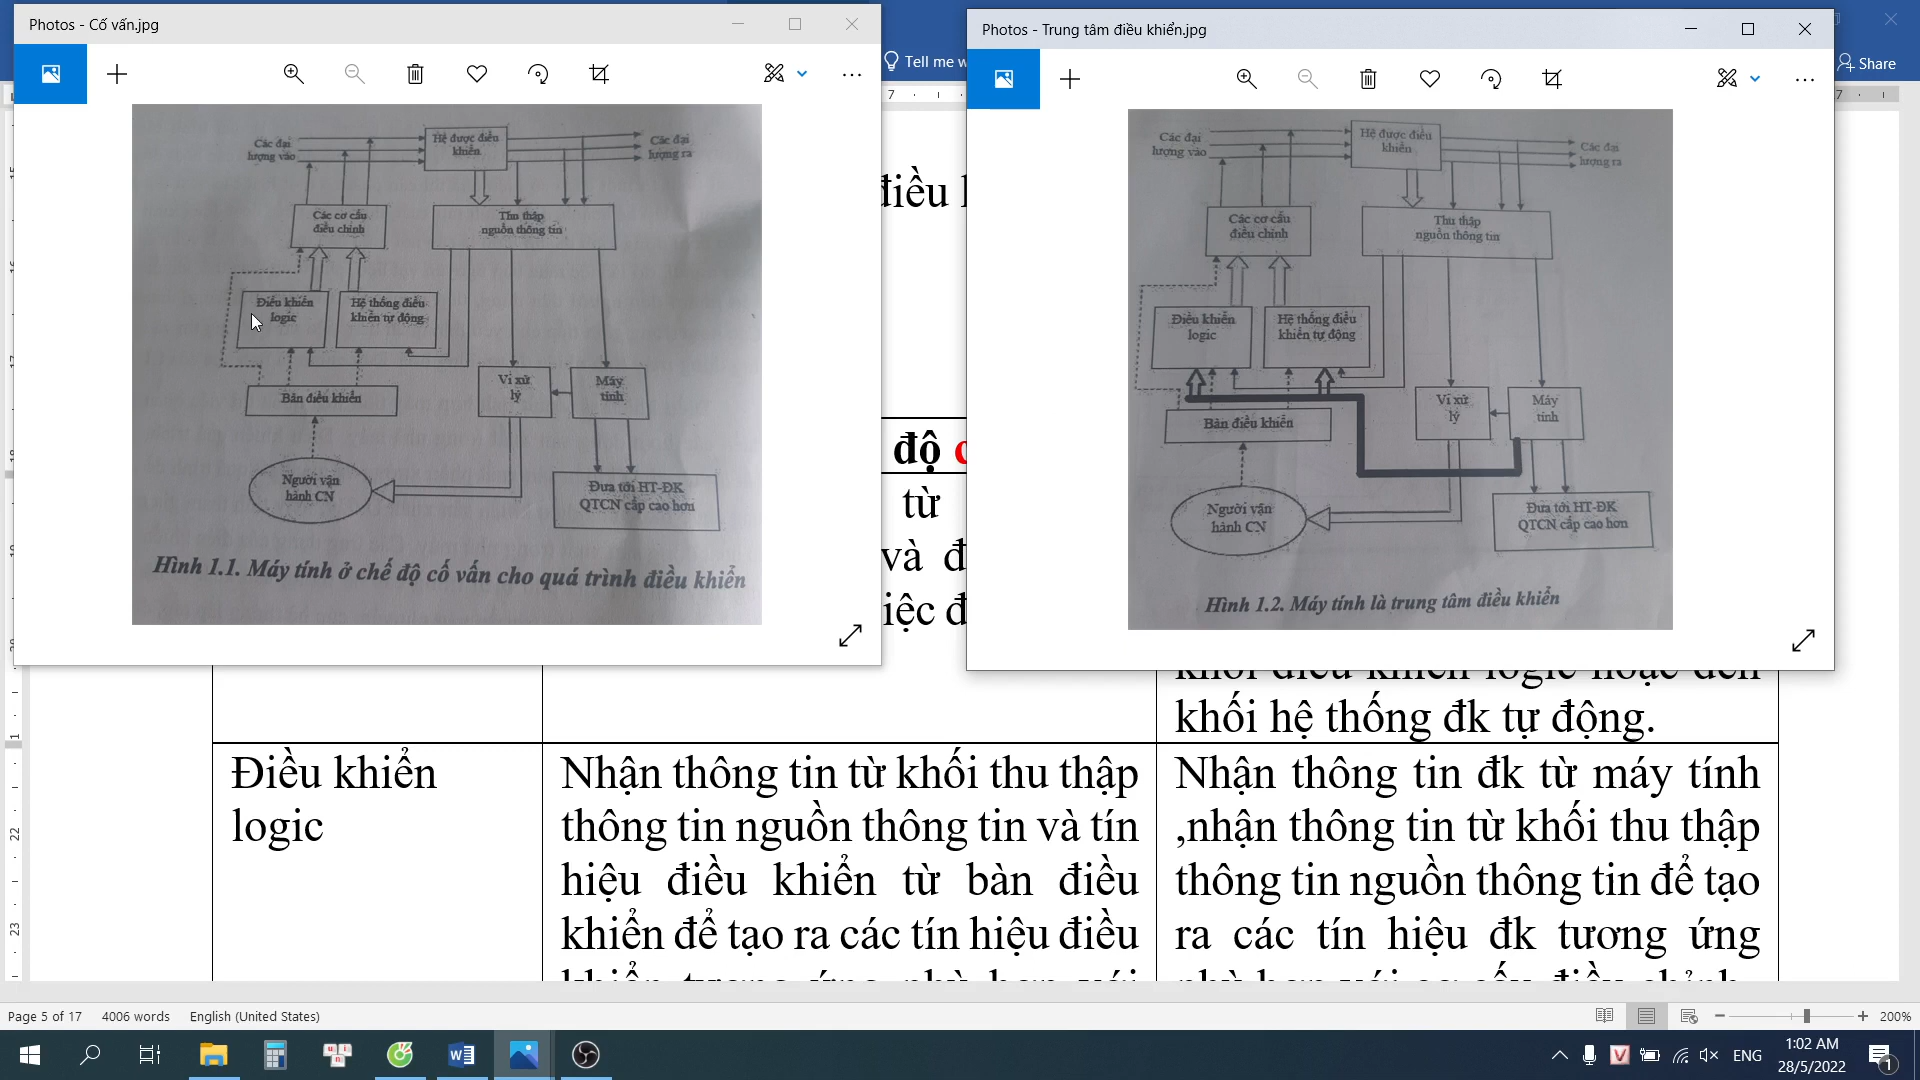 Photos - Cố vấn.jpg
Các đại
lượng vào
Hệ được điều
khiển
Các đại
lượng ra
Các cơ cấu
điều chỉnh
Thu thập
nguồn thông tin
Điều khiển
logic
Hệ thống điều
khiển tự động
Bàn điều khiển
Vi xử
lý
Máy
tính
Người vận
hành CN
Đưa tới HT-ĐK
QTCN cấp cao hơn
Hình 1.1. Máy tính ở chế độ cố vấn cho quá trình điều khiển
Photos - Trung tâm điều khiển.jpg
Các đại
lượng vào
Hệ được điều
khiển
Các đại
lượng ra
Các cơ cấu
điều chỉnh
Thu thập
nguồn thông tin
Điều khiển
logic
Hệ thống điều
khiển tự động
Bàn điều khiển
Vi xử
lý
Máy
tính
Người vận
hành CN
Đưa tới HT-ĐK
QTCN cấp cao hơn
Hình 1.2. Máy tính là trung tâm điều khiển
Tell me
Share
7
7
điều
độ
từ
và
khối hệ thống đk tự động.
Điều khiển
logic
Nhận thông tin từ khối thu thập
thông tin nguồn thông tin và tín
hiệu điều khiển từ bàn điều
khiển để tạo ra các tín hiệu điều
Nhận thông tin đk từ máy tính
,nhận thông tin từ khối thu thập
thông tin nguồn thông tin để tạo
ra các tín hiệu đk tương ứng
22
23
Page 5 of 17 4006 words English (United States)
200%
ENG
1:02 AM
28/5/2022
1